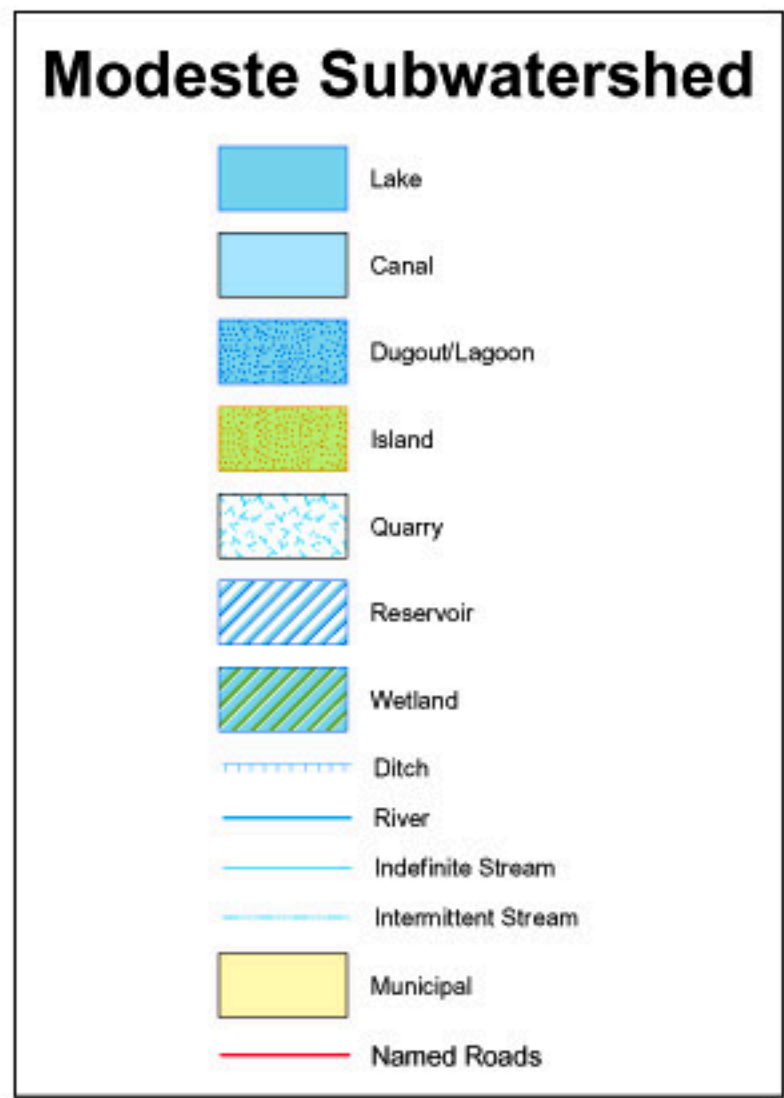 Modeste Subwatershed
Lake
Canal
Dugout/Lagoon
Island
Quarry
Reservoir
Wetland
Ditch
River
Indefinite Stream
Intermittent Stream
Municipal
Named Roads